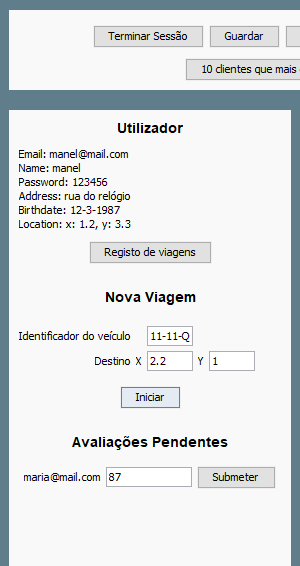 Terminar Sessão Guardar
10 clientes que mais
Utilizador
Email: manel@mail.com
Name: manel
Password: 123456
Address: rua do relógio
Birthdate: 12-3-1987
Location: x: 1.2, y: 3.3
Registo de viagens
Nova Viagem
Identificador do veículo 11-11-Q
Destino X 2.2 Y 1
Iniciar
Avaliações Pendentes
maria@mail.com 87 Submeter